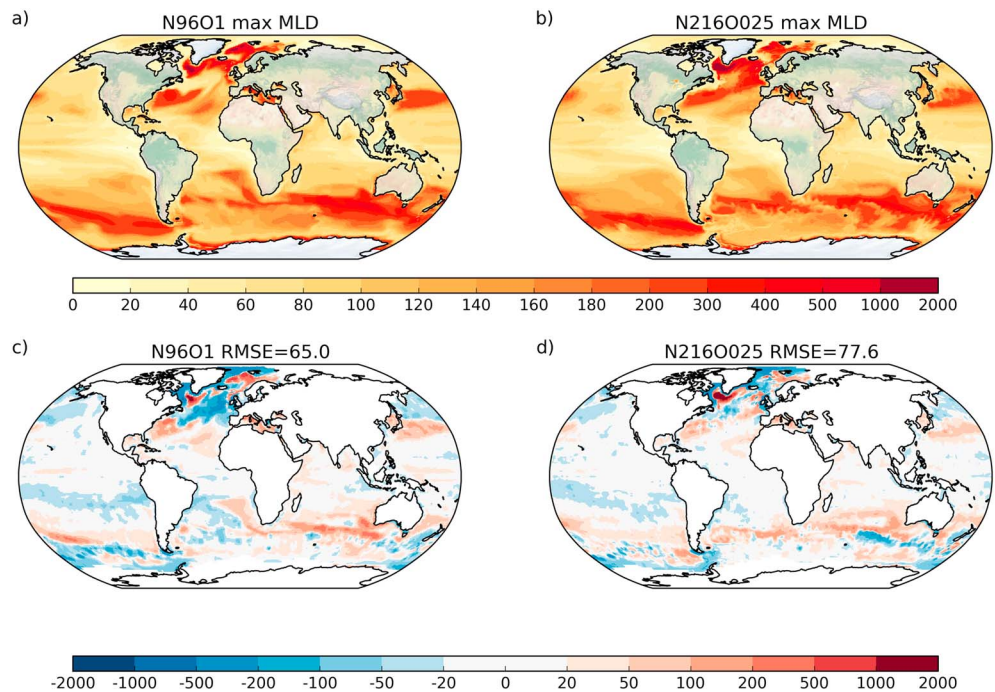 a)
N96O1 max MLD
b)
N216O025 max MLD
0 20 40 60 80 100 120 140 160 180 200 300 400 500 1000 2000
c)
N96O1 RMSE=65.0
d)
N216O025 RMSE=77.6
-2000 -1000 -500 -200 -100 -50 -20 0 20 50 100 200 500 1000 2000